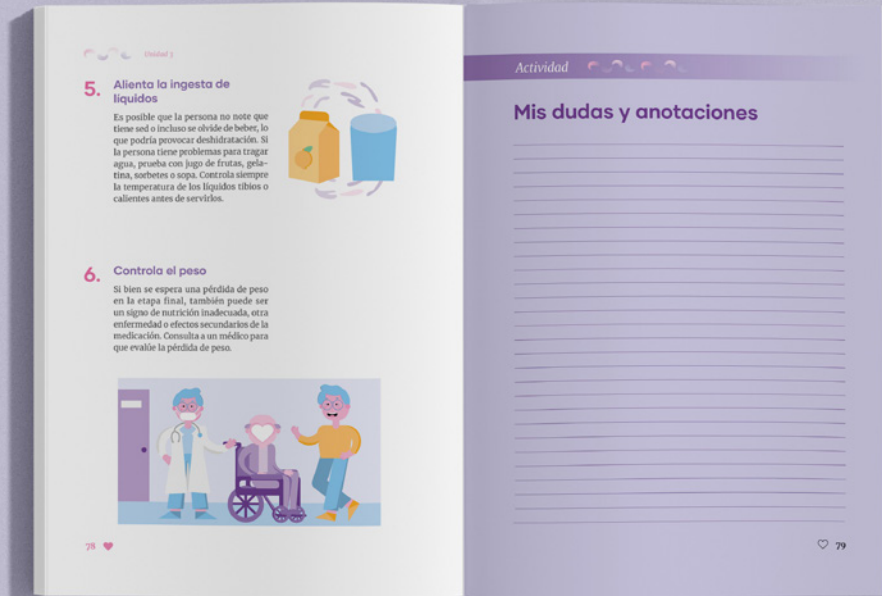 Unidad 3
5. Alienta la ingesta de
líquidos
Es posible que la persona no note que
tiene sed o incluso se olvide de beber, lo
que podría provocar deshidratación. Si
la persona tiene problemas para tragar
agua, prueba con jugo de frutas, gela-
tina, sorbetes o sopa. Controla siempre
la temperatura de los líquidos tibios o
calientes antes de servirlos.
6. Controla el peso
Si bien se espera una pérdida de peso
en la etapa final, también puede ser
un signo de nutrición inadecuada, otra
enfermedad o efectos secundarios de la
medicación. Consulta a un médico para
que evalúe la pérdida de peso.
78
Actividad
Mis dudas y anotaciones
79